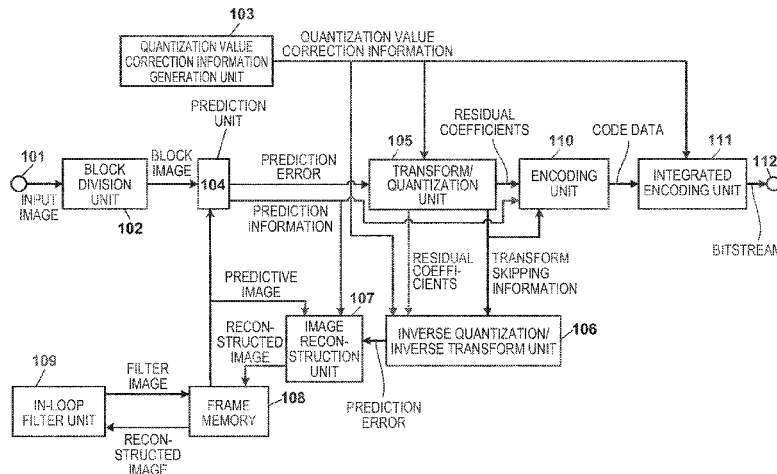 103
QUANTIZATION VALUE
CORRECTION INFORMATION
GENERATION UNIT
QUANTIZATION VALUE
CORRECTION INFORMATION
PREDICTION
UNIT
101
INPUT IMAGE
BLOCK
DIVISION
UNIT
102
BLOCK
IMAGE
104
PREDICTION
ERROR
PREDICTION
INFORMATION
105
TRANSFORM/
QUANTIZATION
UNIT
RESIDUAL
COEFFICIENTS
110
ENCODING
UNIT
CODE DATA
111
INTEGRATED
ENCODING UNIT
112
BITSTREAM
RESIDUAL
COEFFI-
CIENTS
TRANSFORM
SKIPPING
INFORMATION
PREDICTIVE
IMAGE
107
IMAGE
RECON-
STRUCTION
UNIT
INVERSE QUANTIZATION/
INVERSE TRANSFORM UNIT
106
RECON-
STRUCTED
IMAGE
PREDICTION
ERROR
109
IN-LOOP
FILTER UNIT
FILTER
IMAGE
FRAME
MEMORY
108
RECON-
STRUCTED
IMAGE